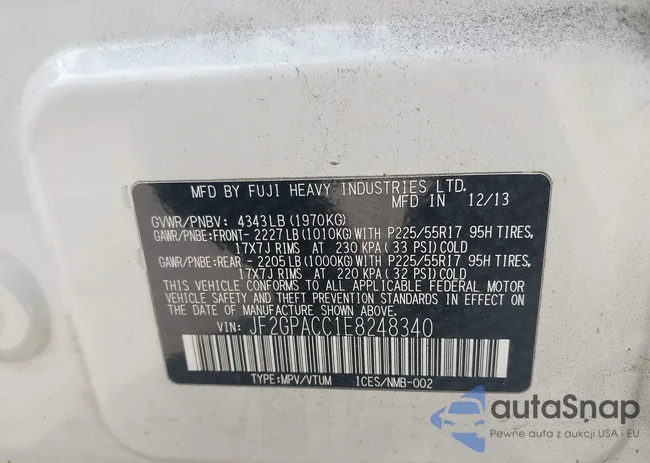 MFD BY FUJI HEAVY INDUSTRIES LTD.
MFD IN 12/13
GVWR/PNBV: 4343LB(1970KG)
GAWR/PNBE:FRONT-2227LB(1010KG)WITH P225/55R17 95H TIRES,
17X7J RIMS AT 230 KPA(33 PSI)COLD
GAWR/PNBE:REAR -2205LB(1000KG)WITH P225/55R17 95H TIRES,
17X7J RIMS AT 220 KPA(32 PSI)COLD
THIS VEHICLE CONFORMS TO ALL APPLICABLE FEDERAL MOTOR
VEHICLE SAFETY AND THEFT PREVENTION STANDARDS
IN EFFECT ON THE DATE OF MANUFACTURE SHOWN ABOVE.
VIN: JF2GPACC1E8248340
TYPE:MPV/VTUM ICES/NMB-002
autaSnap
Pewne auta z aukcji USA i EU